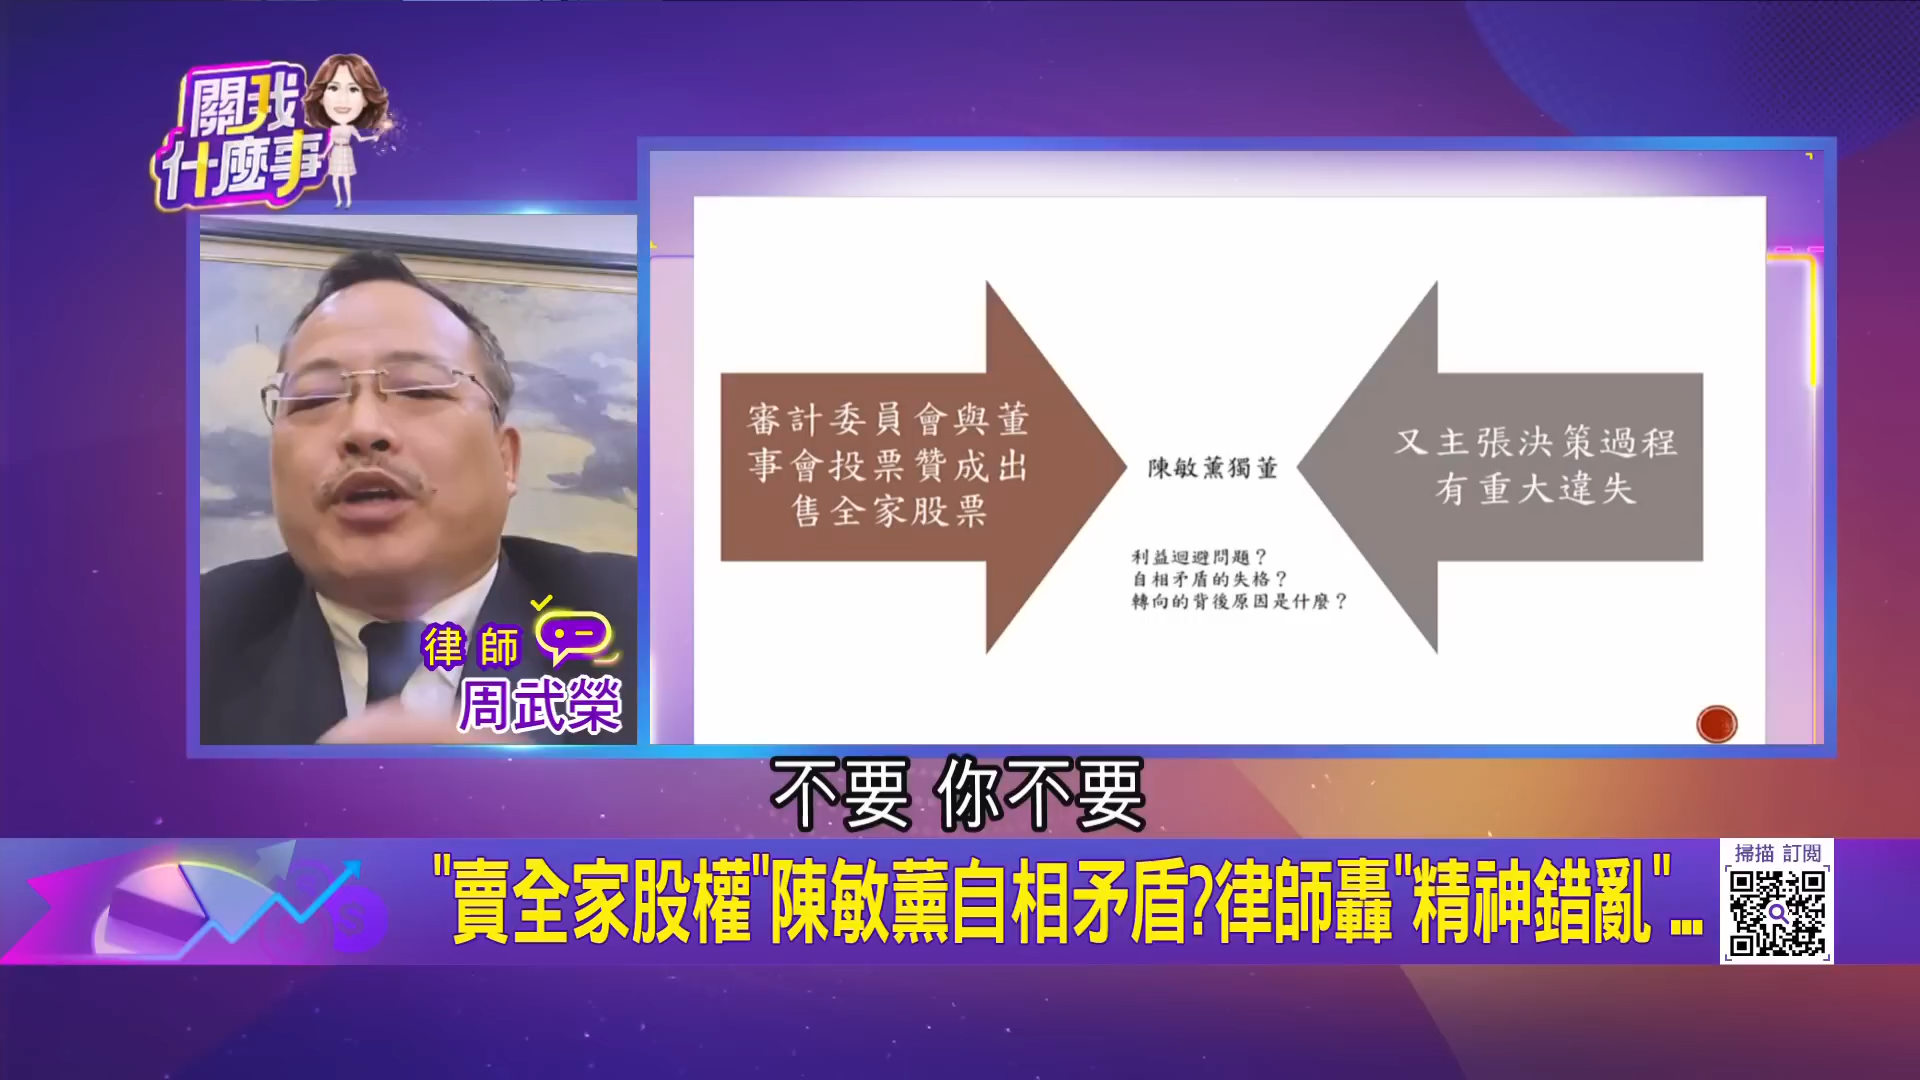 關我
什麼事
審計委員會與董
事會投票贊成出
售全家股票
陳敏薰獨董
又主張決策過程
有重大違失
利益迴避問題？
自相矛盾的失格？
轉向的背後原因是什麼？
律師
周武榮
不要 你不要
"賣全家股權"陳敏薰自相矛盾?律師轟"精神錯亂"...
掃描 訂閱